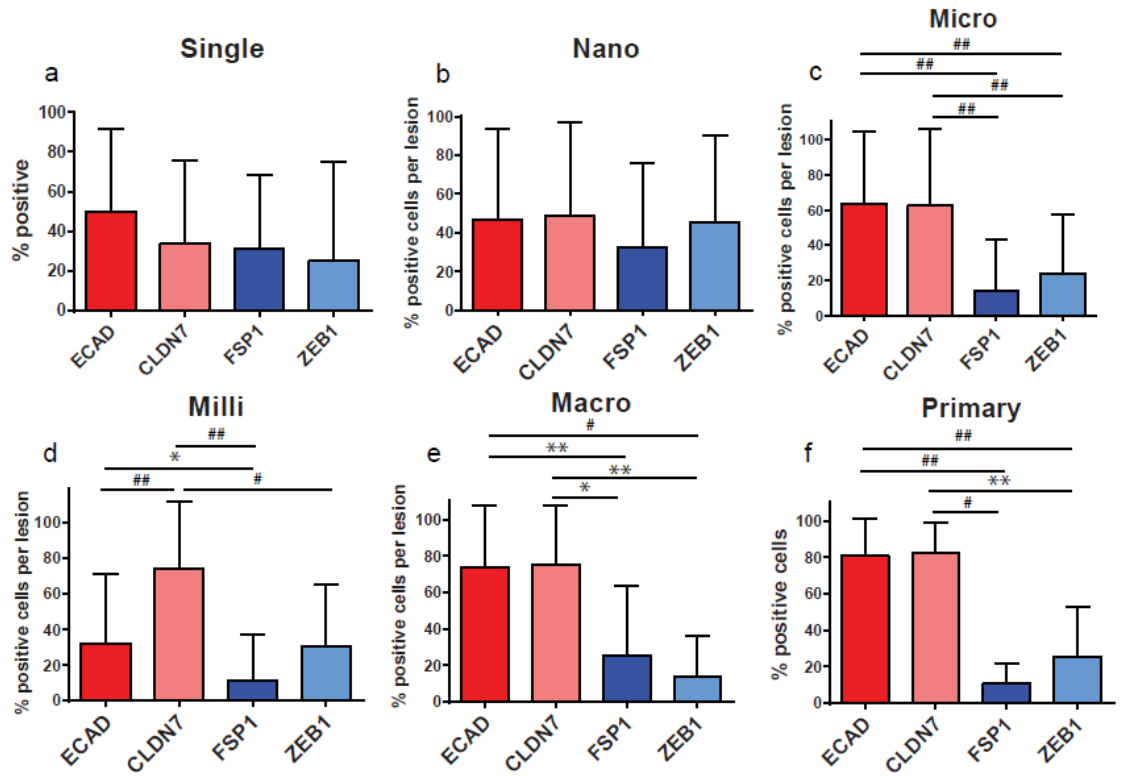 Single
a
% positive
100
80
60
40
20
0
ECAD
CLDN7
FSP1
ZEB1
Nano
b
% positive cells per lesion
100
80
60
40
20
0
ECAD
CLDN7
FSP1
ZEB1
Micro
c
##
##
##
##
% positive cells per lesion
100
80
60
40
20
0
ECAD
CLDN7
FSP1
ZEB1
Milli
d
##
*
##
#
% positive cells per lesion
100
80
60
40
20
0
ECAD
CLDN7
FSP1
ZEB1
Macro
e
#
**
**
*
% positive cells per lesion
100
80
60
40
20
0
ECAD
CLDN7
FSP1
ZEB1
Primary
f
##
##
**
#
% positive cells
100
80
60
40
20
0
ECAD
CLDN7
FSP1
ZEB1